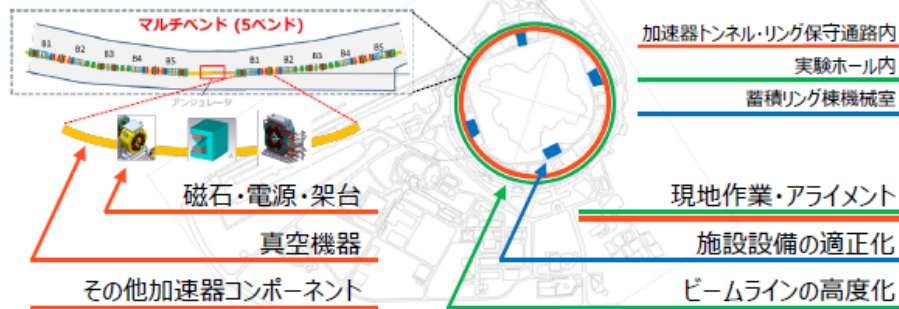 マルチベンド (5ベンド)
B1
B2
B3
B4
B5
B1
B2
B3
B4
B5
アンジュレータ
加速器トンネル・リング保守通路内
実験ホール内
蓄積リング棟機械室
磁石・電源・架台
真空機器
その他加速器コンポーネント
現地作業・アライメント
施設設備の適正化
ビームラインの高度化